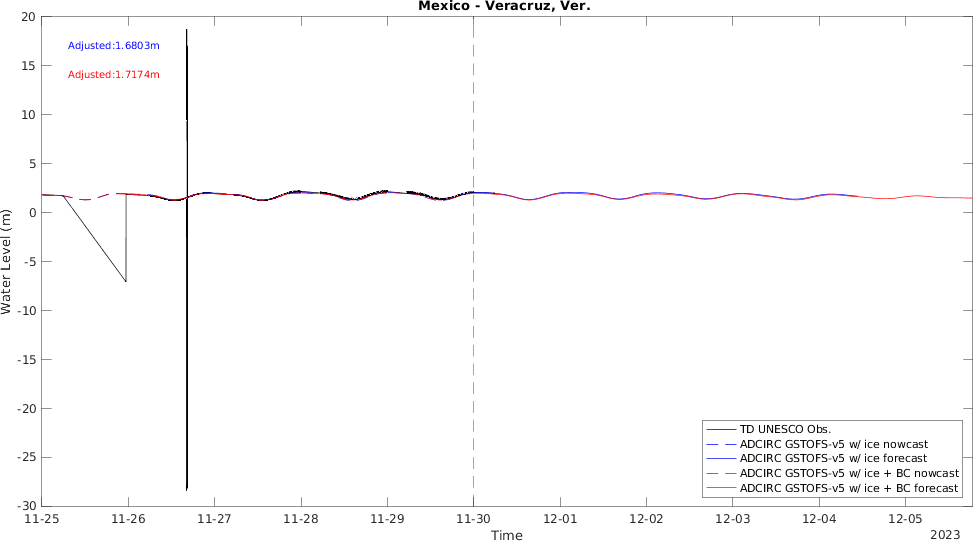 Mexico - Veracruz, Ver.
Adjusted:1.6803m
Adjusted:1.7174m
Water Level (m)
20
15
10
5
0
-5
-10
-15
-20
-25
-30
TD UNESCO Obs.
ADCIRC GSTOFS-v5 w/ ice nowcast
ADCIRC GSTOFS-v5 w/ ice forecast
ADCIRC GSTOFS-v5 w/ ice + BC nowcast
ADCIRC GSTOFS-v5 w/ ice + BC forecast
11-25 11-26 11-27 11-28 11-29 11-30 12-01 12-02 12-03 12-04 12-05
Time
2023